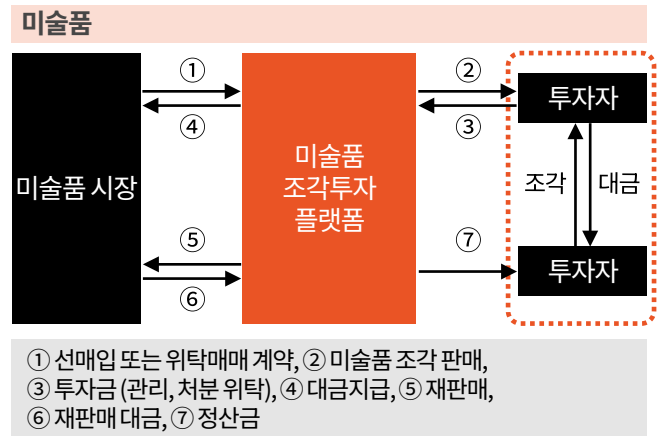 미술품
① ②
투자자
④ ③
미술품
조각투자
플랫폼
미술품 시장
조각 대금
⑤ ⑦
투자자
⑥
① 선매입 또는 위탁매매 계약, ② 미술품 조각 판매,
③ 투자금 (관리, 처분 위탁), ④ 대금지급, ⑤ 재판매,
⑥ 재판매 대금, ⑦ 정산금